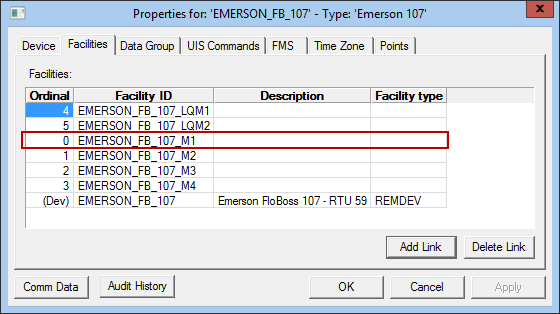 Properties for: 'EMERSON_FB_107' - Type: 'Emerson 107'
x
Device Facilities Data Group UIS Commands FMS Time Zone Points
Facilities:
Ordinal Facility ID Description Facility type
4 EMERSON_FB_107_LQM1
5 EMERSON_FB_107_LQM2
0 EMERSON_FB_107_M1
1 EMERSON_FB_107_M2
2 EMERSON_FB_107_M3
3 EMERSON_FB_107_M4
(Dev) EMERSON_FB_107 Emerson FloBoss 107 - RTU 59 REMDEV
Add Link Delete Link
Comm Data Audit History OK Cancel Apply